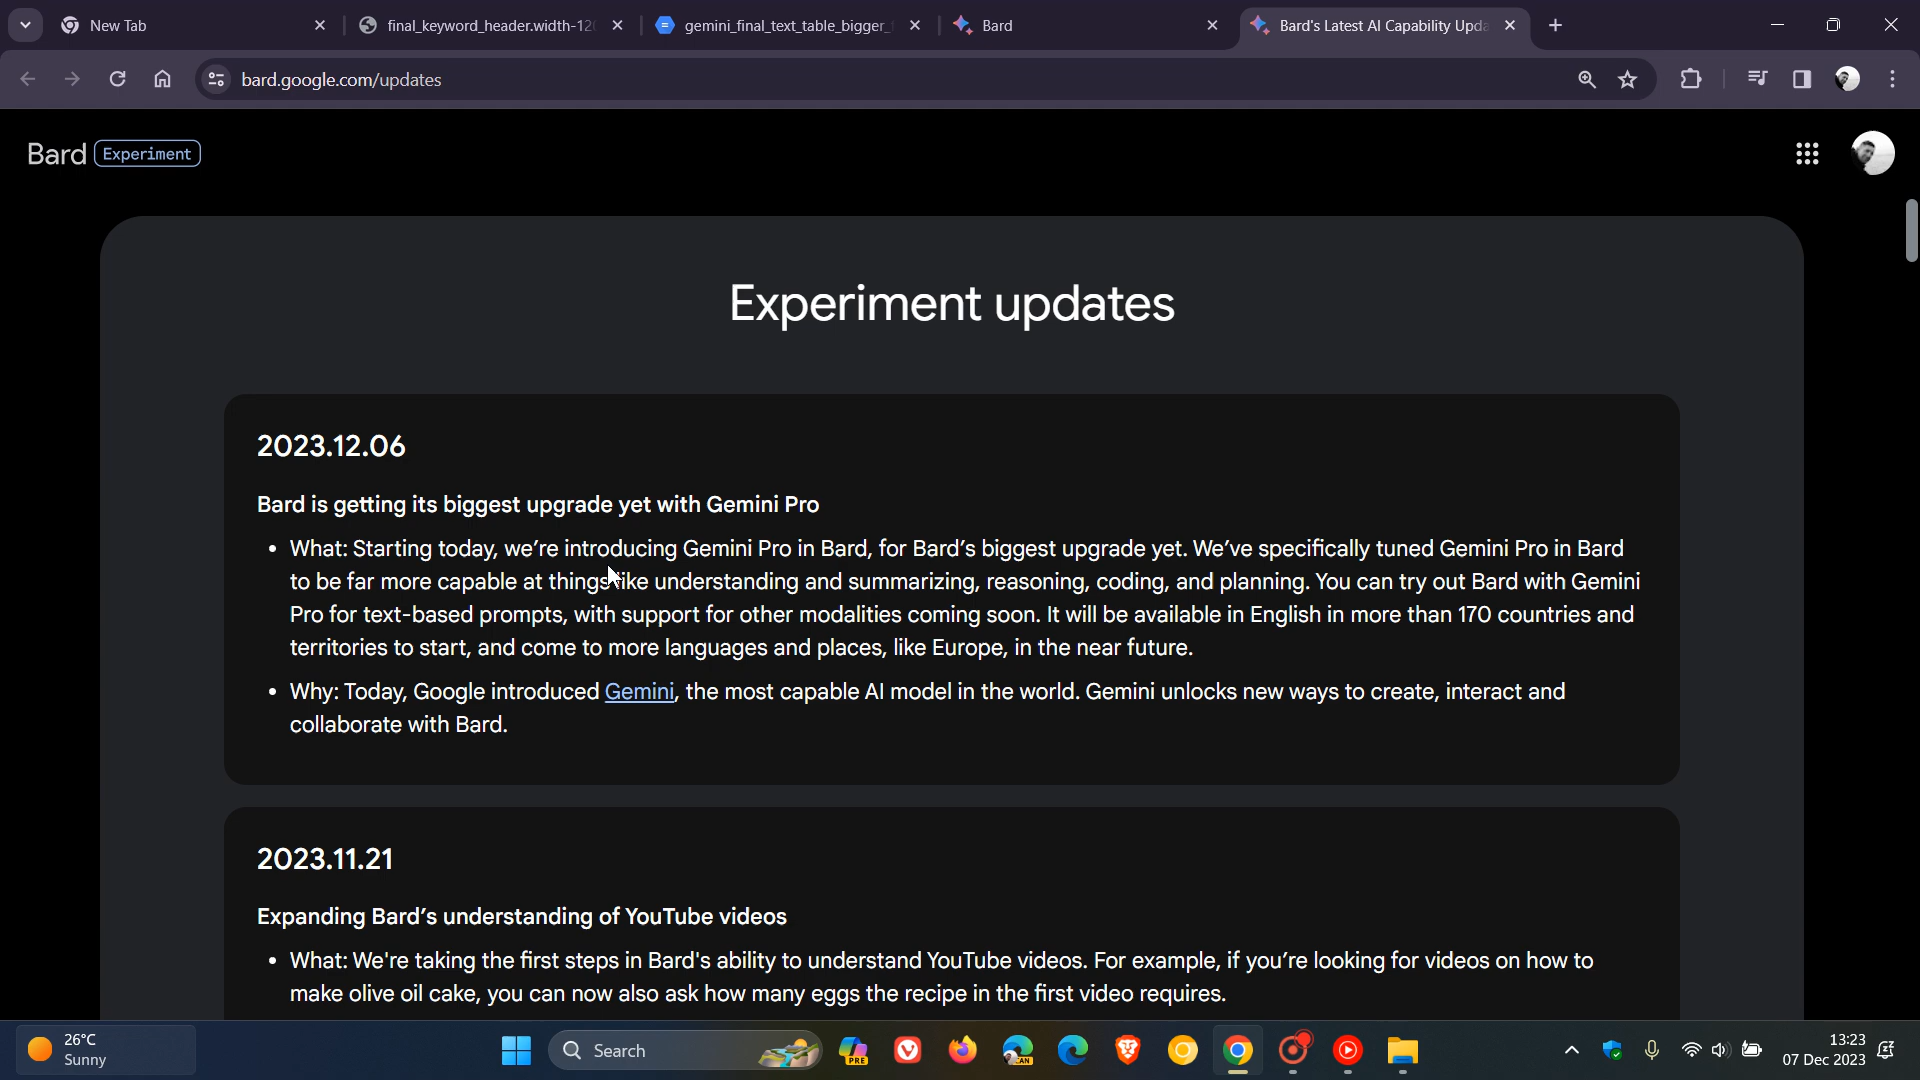 New Tab
final_keyword_header.width-12
gemini_final_text_table_bigger_
Bard
Bard's Latest AI Capability Upda
bard.google.com/updates
Bard Experiment
Experiment updates
2023.12.06
Bard is getting its biggest upgrade yet with Gemini Pro
• What: Starting today, we're introducing Gemini Pro in Bard, for Bard's biggest upgrade yet. We've specifically tuned Gemini Pro in Bard
to be far more capable at things like understanding and summarizing, reasoning, coding, and planning. You can try out Bard with Gemini
Pro for text-based prompts, with support for other modalities coming soon. It will be available in English in more than 170 countries and
territories to start, and come to more languages and places, like Europe, in the near future.
• Why: Today, Google introduced Gemini, the most capable AI model in the world. Gemini unlocks new ways to create, interact and
collaborate with Bard.
2023.11.21
Expanding Bard's understanding of YouTube videos
• What: We're taking the first steps in Bard's ability to understand YouTube videos. For example, if you're looking for videos on how to
make olive oil cake, you can now also ask how many eggs the recipe in the first video requires.
26°C
Sunny
Search
PRE
CAN
13:23
07 Dec 2023